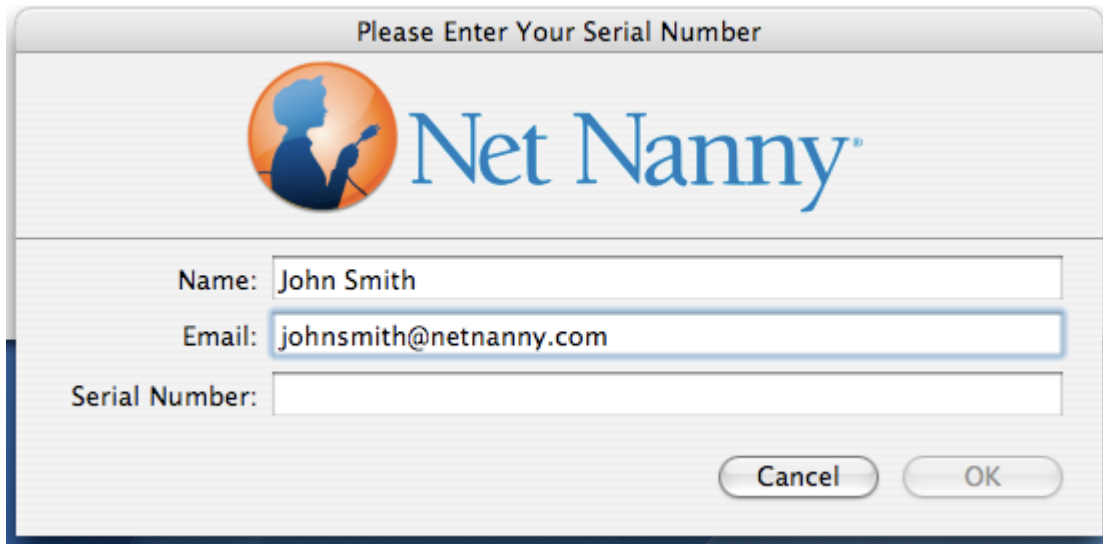 Please Enter Your Serial Number
Net Nanny®
Name: John Smith
Email: johnsmith@netnanny.com
Serial Number:
Cancel OK